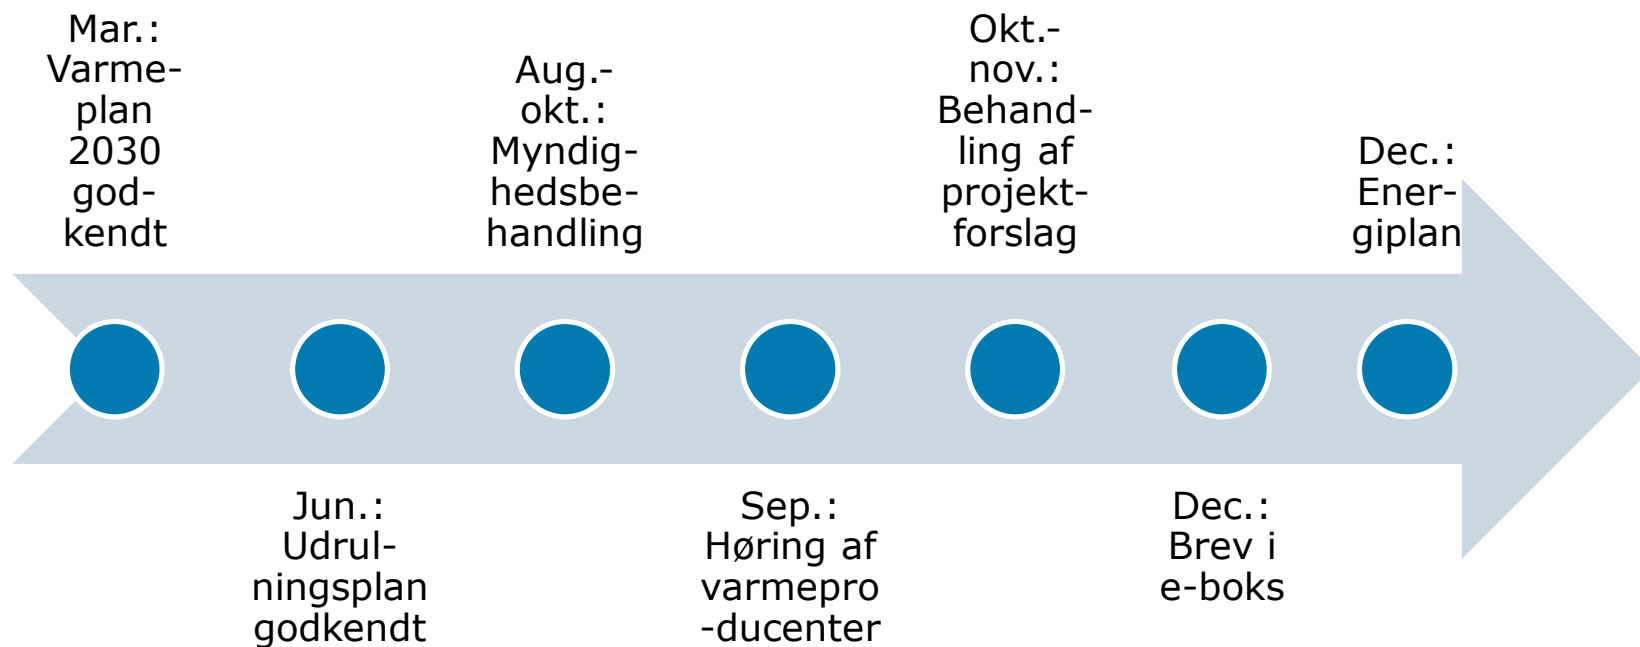 Mar.:
Varme-
plan
2030
god-
kendt
Jun.:
Udrul-
ningsplan
godkendt
Aug.-
okt.:
Myndig-
hedsbe-
handling
Sep.:
Høring af
varmepro
-ducenter
Okt.-
nov.:
Behand-
ling af
projekt-
forslag
Dec.:
Brev i
e-boks
Dec.:
Ener-
giplan